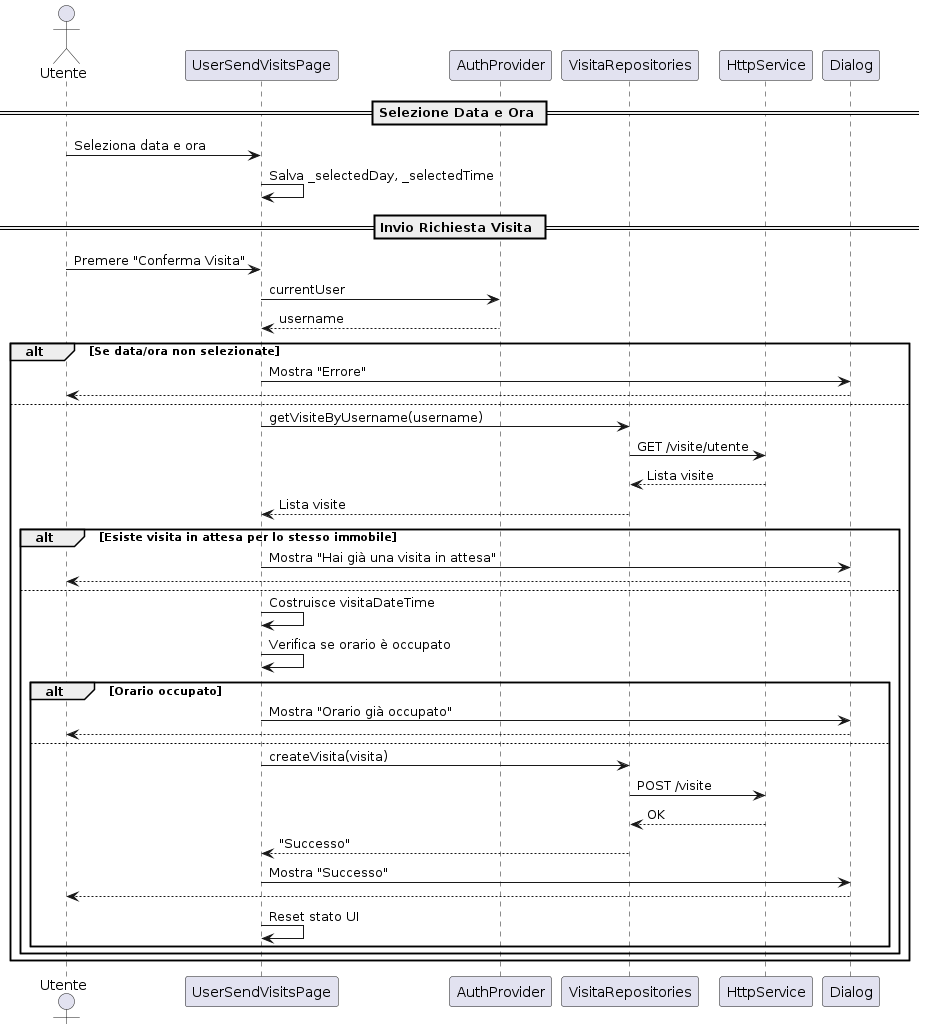 Utente
UserSendVisitsPage
AuthProvider
VisitaRepositories
HttpService
Dialog
Selezione Data e Ora
Seleziona data e ora
Salva _selectedDay, _selectedTime
Invio Richiesta Visita
Premere "Conferma Visita"
currentUser
username
alt
[Se data/ora non selezionate]
Mostra "Errore"
getVisiteByUsername(username)
GET /visite/utente
Lista visite
Lista visite
alt
[Esiste visita in attesa per lo stesso immobile]
Mostra "Hai già una visita in attesa"
Costruisce visitaDateTime
Verifica se orario è occupato
alt
[Orario occupato]
Mostra "Orario già occupato"
createVisita(visita)
POST /visite
OK
"Successo"
Mostra "Successo"
Reset stato UI
Utente
UserSendVisitsPage
AuthProvider
VisitaRepositories
HttpService
Dialog